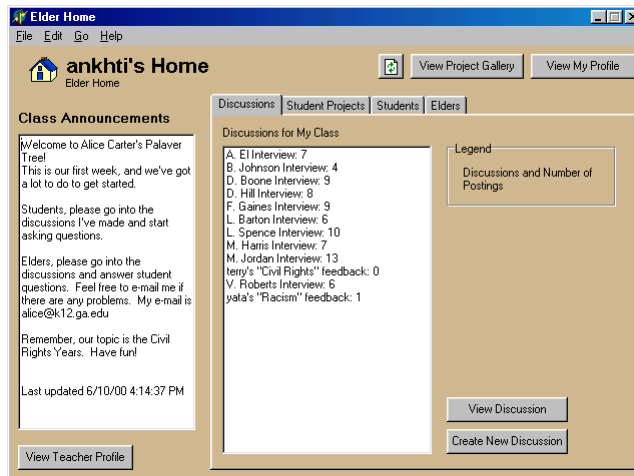 Elder Home
File Edit Go Help
ankhti's Home
Elder Home
View Project Gallery
View My Profile
Class Announcements
Welcome to Alice Carter's Palaver
Tree!
This is our first week, and we've got
a lot to do to get started.
Students, please go into the
discussions I've made and start
asking questions.
Elders, please go into the
discussions and answer student
questions. Feel free to e-mail me if
there are any problems. My e-mail is
alice@k12.ga.edu
Remember, our topic is the Civil
Rights Years. Have fun!
Last updated 6/10/00 4:14:37 PM
View Teacher Profile
Discussions Student Projects Students Elders
Discussions for My Class
A. El Interview: 7
B. Johnson Interview: 4
D. Boone Interview: 9
D. Hill Interview: 8
F. Gaines Interview: 9
L. Barton Interview: 6
L. Spence Interview: 10
M. Harris Interview: 7
M. Jordan Interview: 13
terry's "Civil Rights" feedback: 0
V. Roberts Interview: 6
yata's "Racism" feedback: 1
Legend
Discussions and Number of
Postings
View Discussion
Create New Discussion